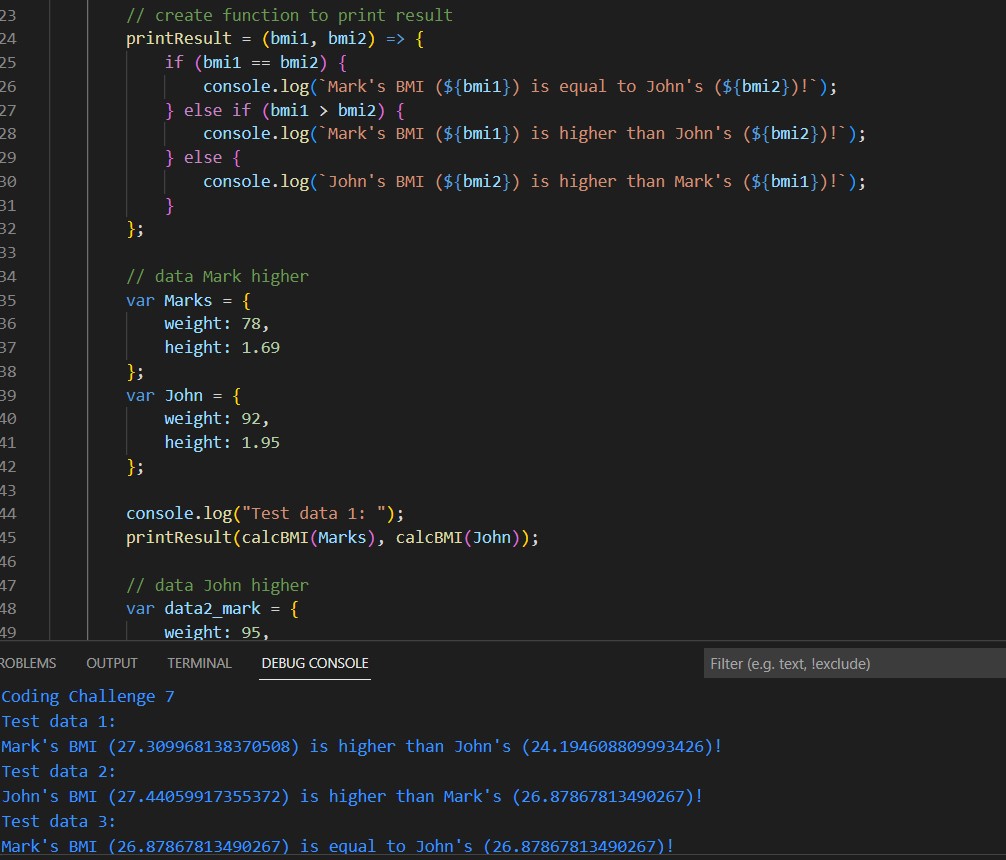 23 // create function to print result
24 printResult = (bmi1, bmi2) => {
25 if (bmi1 == bmi2) {
26 console.log(`Mark's BMI (${bmi1}) is equal to John's (${bmi2})!`);
27 } else if (bmi1 > bmi2) {
28 console.log(`Mark's BMI (${bmi1}) is higher than John's (${bmi2})!`);
29 } else {
30 console.log(`John's BMI (${bmi2}) is higher than Mark's (${bmi1})!`);
31 }
32 };
33
34 // data Mark higher
35 var Marks = {
36 weight: 78,
37 height: 1.69
38 };
39 var John = {
40 weight: 92,
41 height: 1.95
42 };
43
44 console.log("Test data 1: ");
45 printResult(calcBMI(Marks), calcBMI(John));
46
47 // data John higher
48 var data2_mark = {
49 weight: 95,
ROBLEMS OUTPUT TERMINAL DEBUG CONSOLE Filter (e.g. text, !exclude)
Coding Challenge 7
Test data 1:
Mark's BMI (27.309968138370508) is higher than John's (24.194608809993426)!
Test data 2:
John's BMI (27.44059917355372) is higher than Mark's (26.87867813490267)!
Test data 3:
Mark's BMI (26.87867813490267) is equal to John's (26.87867813490267)!